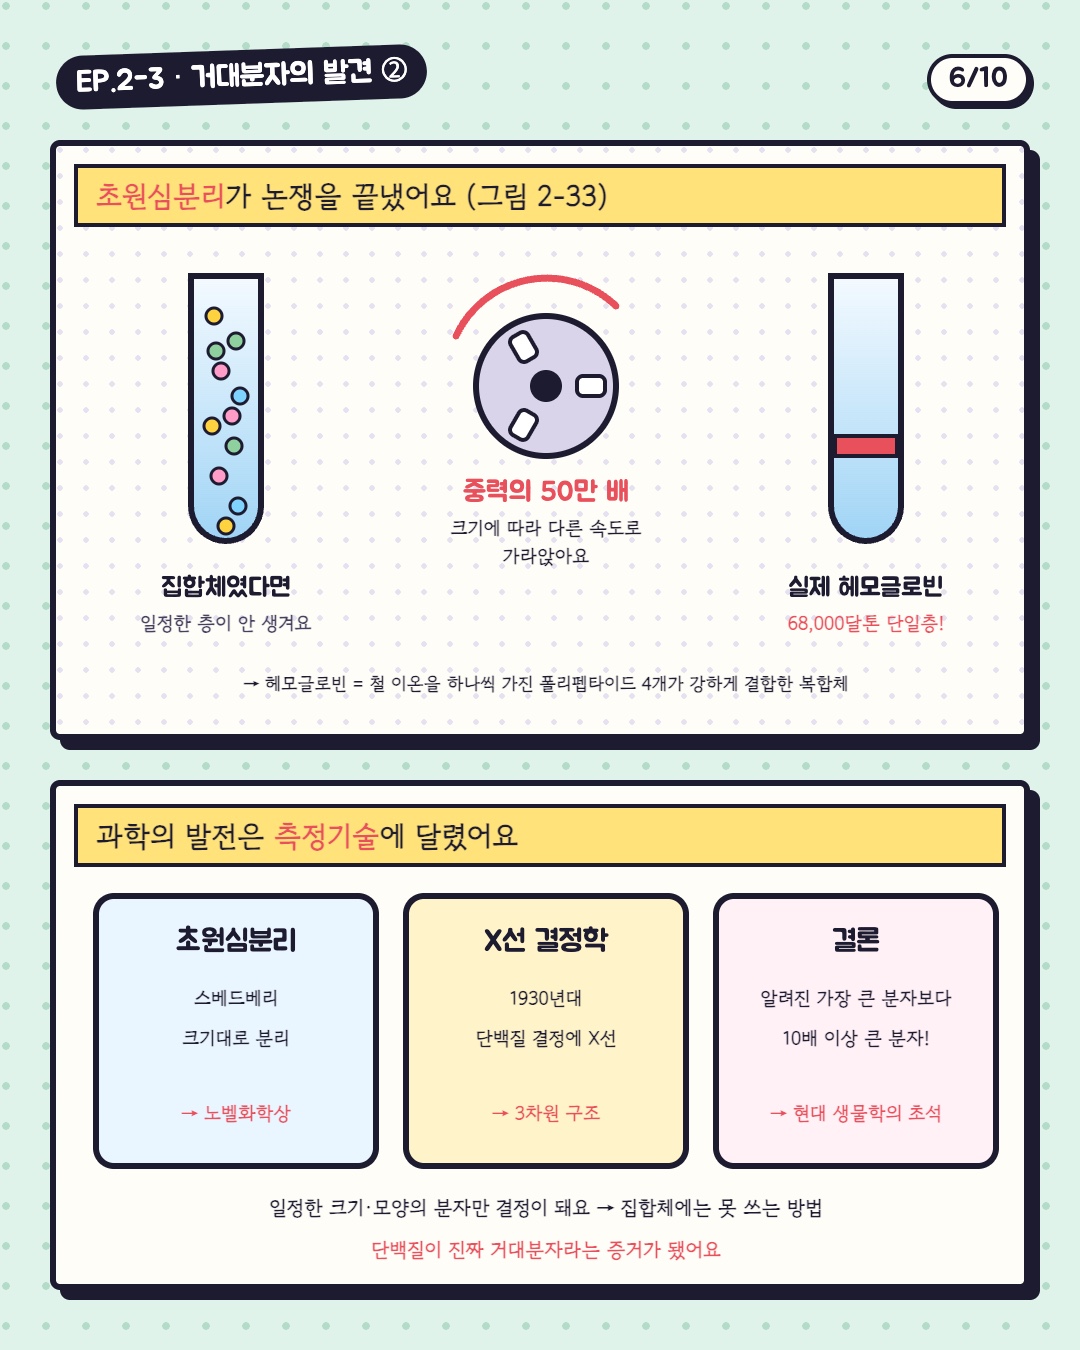 EP.2-3 · 거대분자의 발견 ②
6/10
초원심분리가 논쟁을 끝냈어요 (그림 2-33)
중력의 50만 배
크기에 따라 다른 속도로
가라앉아요
집합체였다면
일정한 층이 안 생겨요
실제 헤모글로빈
68,000달톤 단일층!
→ 헤모글로빈 = 철 이온을 하나씩 가진 폴리펩타이드 4개가 강하게 결합한 복합체
과학의 발전은 측정기술에 달렸어요
초원심분리
스베드베리
크기대로 분리
→ 노벨화학상
X선 결정학
1930년대
단백질 결정에 X선
→ 3차원 구조
결론
알려진 가장 큰 분자보다
10배 이상 큰 분자!
→ 현대 생물학의 초석
일정한 크기·모양의 분자만 결정이 돼요 → 집합체에는 못 쓰는 방법
단백질이 진짜 거대분자라는 증거가 됐어요